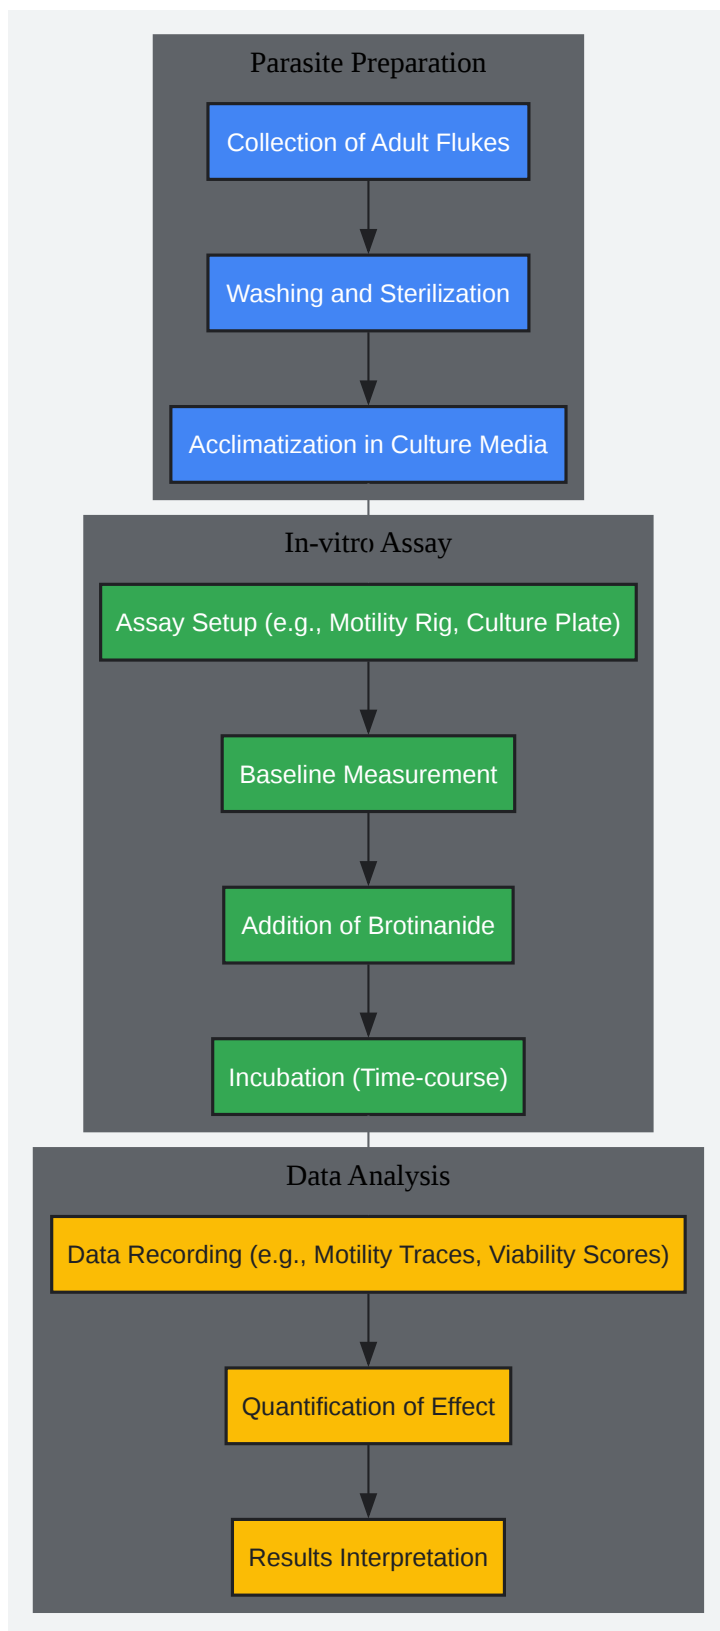 Parasite Preparation
Collection of Adult Flukes
Washing and Sterilization
Acclimatization in Culture Media
In-vitro Assay
Assay Setup (e.g., Motility Rig, Culture Plate)
Baseline Measurement
Addition of Brotinanide
Incubation (Time-course)
Data Analysis
Data Recording (e.g., Motility Traces, Viability Scores)
Quantification of Effect
Results Interpretation